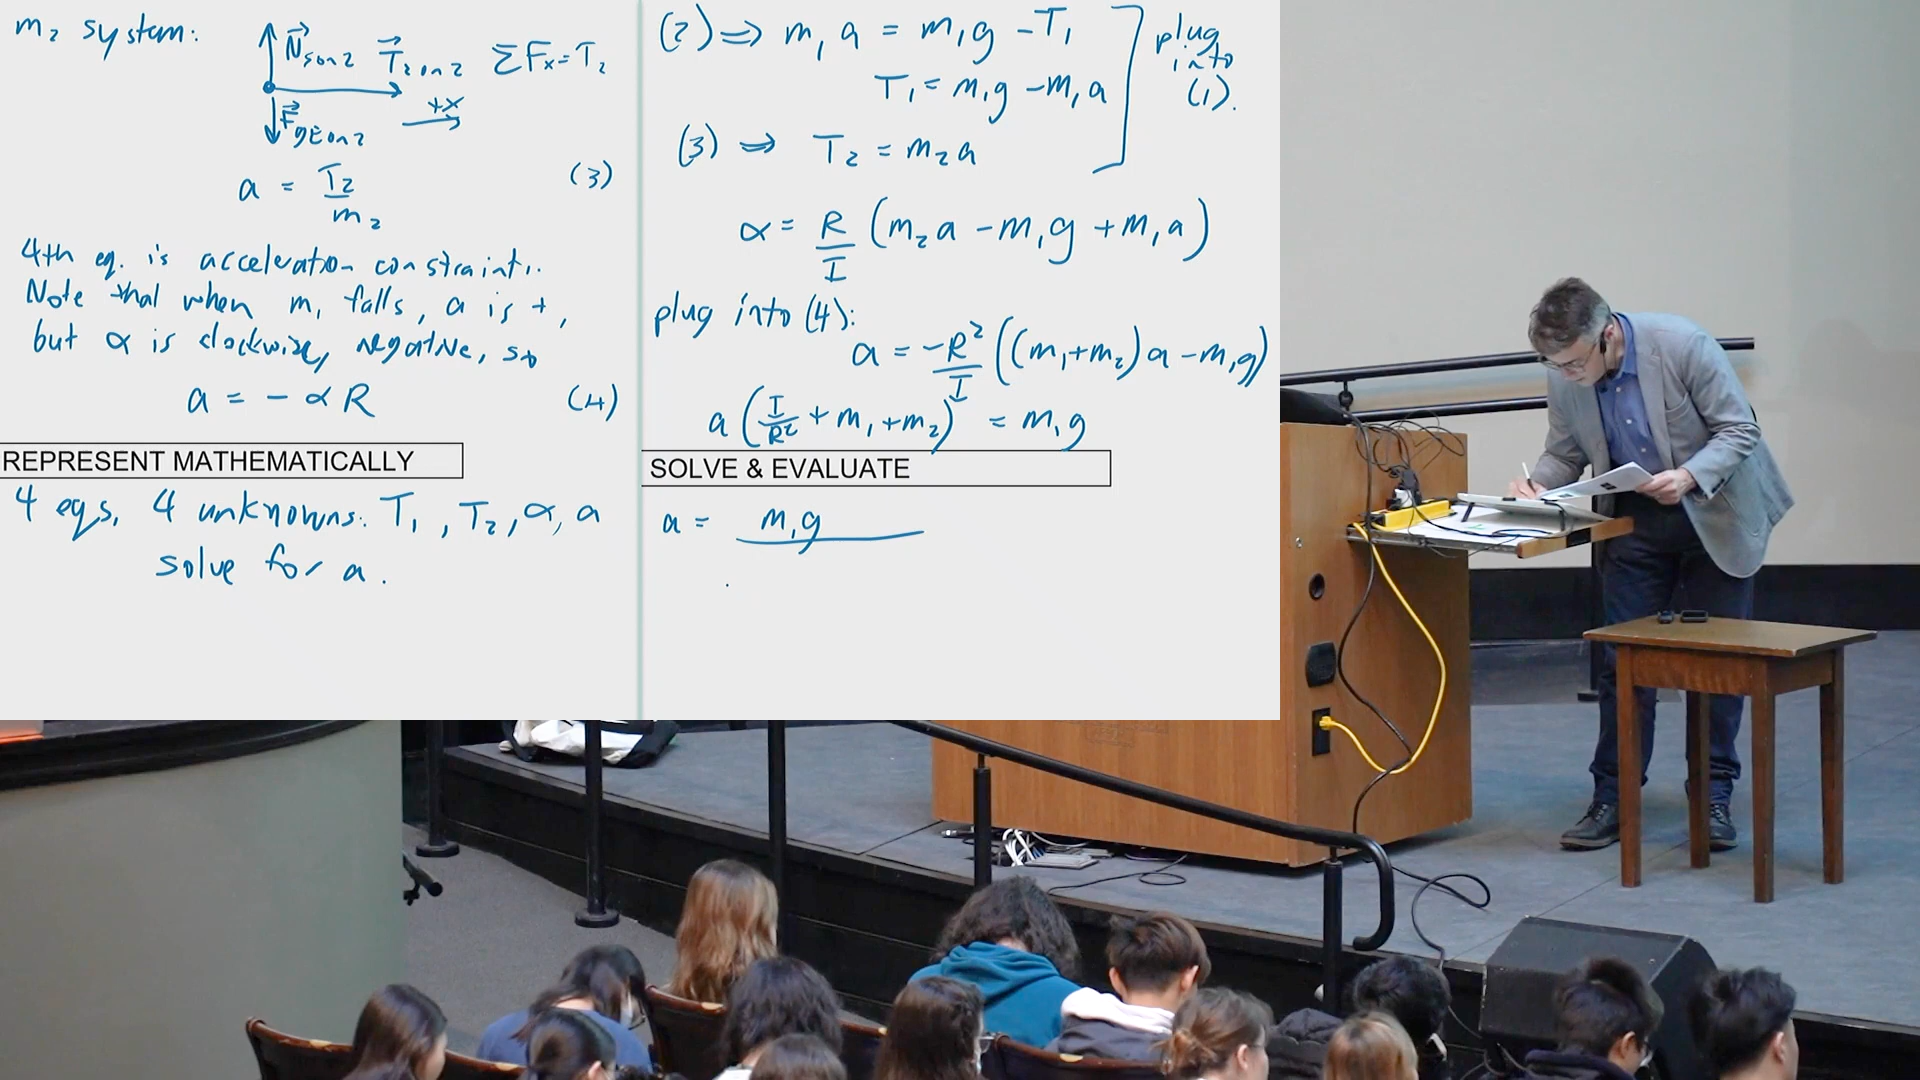 m₂ system:
N⃗ s on 2
T⃗ 2 on 2
ΣFx = T₂
F⃗ g E on 2
+x
a = T₂/m₂ (3)
4th eq. is acceleration constraint.
Note that when m₁ falls, a is +,
but α is clockwise, negative, so
a = - α R (4)
REPRESENT MATHEMATICALLY
4 eqs, 4 unknowns: T₁, T₂, α, a
solve for a.
(2) ⇒ m₁ a = m₁g - T₁
T₁ = m₁g - m₁a
(3) ⇒ T₂ = m₂a
plug
into
(1).
α = R/I (m₂a - m₁g + m₁a)
plug into (4):
a = -R²/I ((m₁+m₂)a - m₁g)
a (I/R² + m₁ + m₂) = m₁g
SOLVE & EVALUATE
a = m₁g